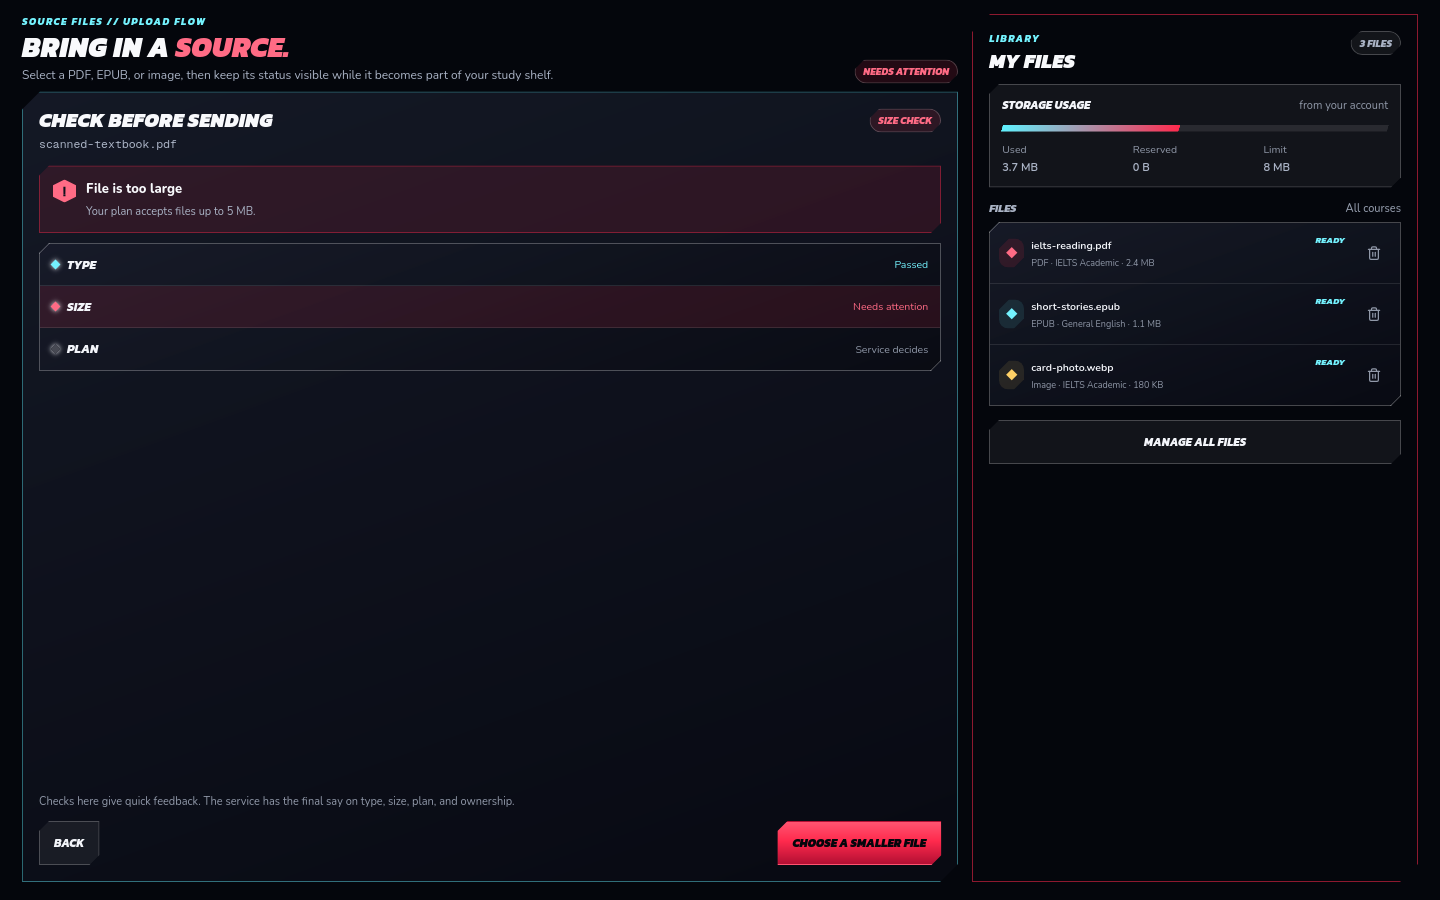 SOURCE FILES // UPLOAD FLOW
BRING IN A SOURCE.
Select a PDF, EPUB, or image, then keep its status visible while it becomes part of your study shelf.
NEEDS ATTENTION
CHECK BEFORE SENDING
SIZE CHECK
scanned-textbook.pdf
!
File is too large
Your plan accepts files up to 5 MB.
TYPE
Passed
SIZE
Needs attention
PLAN
Service decides
Checks here give quick feedback. The service has the final say on type, size, plan, and ownership.
BACK
CHOOSE A SMALLER FILE
LIBRARY
MY FILES
3 FILES
STORAGE USAGE
from your account
Used
Reserved
Limit
3.7 MB
0 B
8 MB
FILES
All courses
ielts-reading.pdf
PDF · IELTS Academic · 2.4 MB
READY
short-stories.epub
EPUB · General English · 1.1 MB
READY
card-photo.webp
Image · IELTS Academic · 180 KB
READY
MANAGE ALL FILES